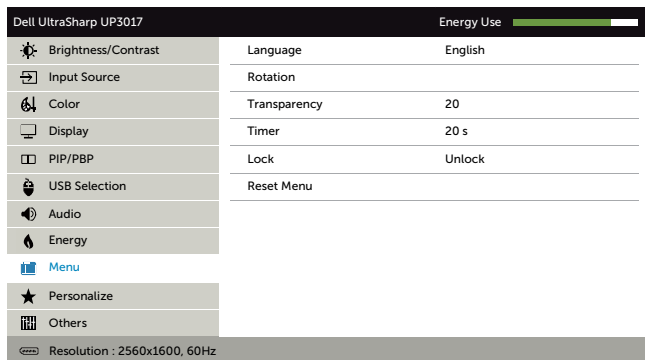 Dell UltraSharp UP3017 Energy Use
Brightness/Contrast Language English
Input Source Rotation
Color Transparency 20
Display Timer 20 s
PIP/PBP Lock Unlock
USB Selection Reset Menu
Audio
Energy
Menu
Personalize
Others
Resolution : 2560x1600, 60Hz